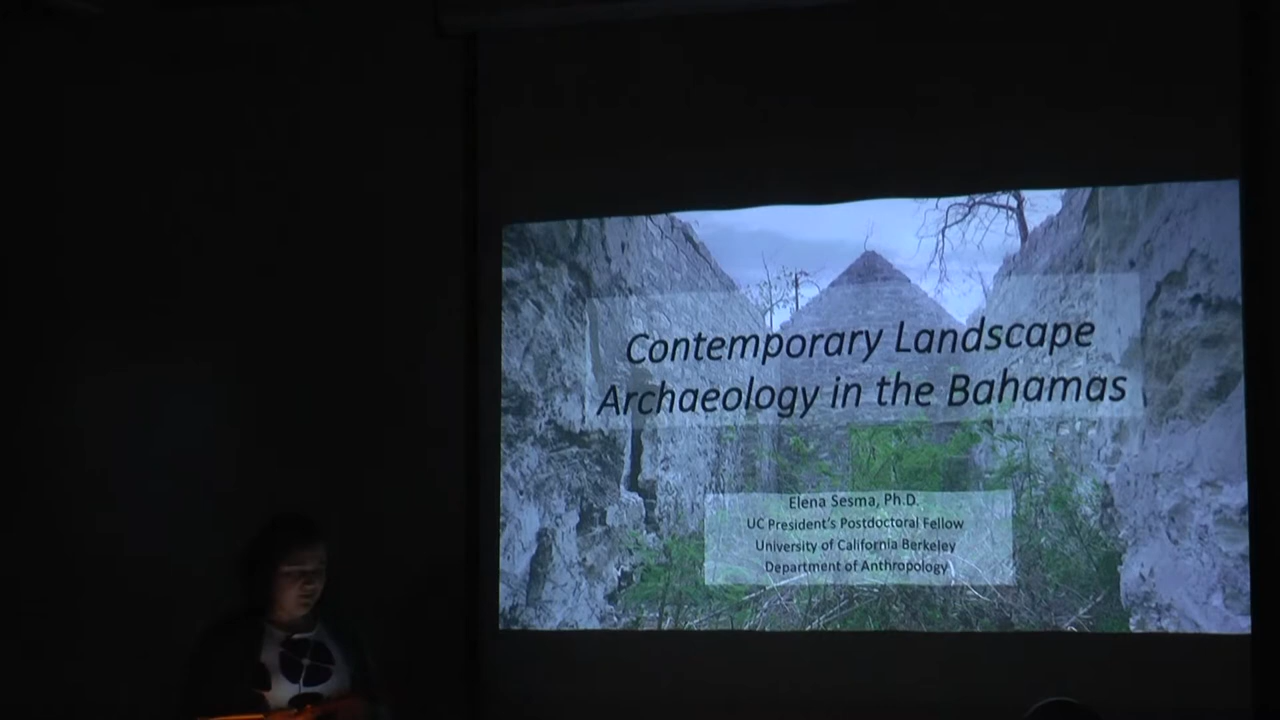 Contemporary Landscape
Archaeology in the Bahamas
Elena Sesma, Ph.D.
UC President's Postdoctoral Fellow
University of California Berkeley
Department of Anthropology